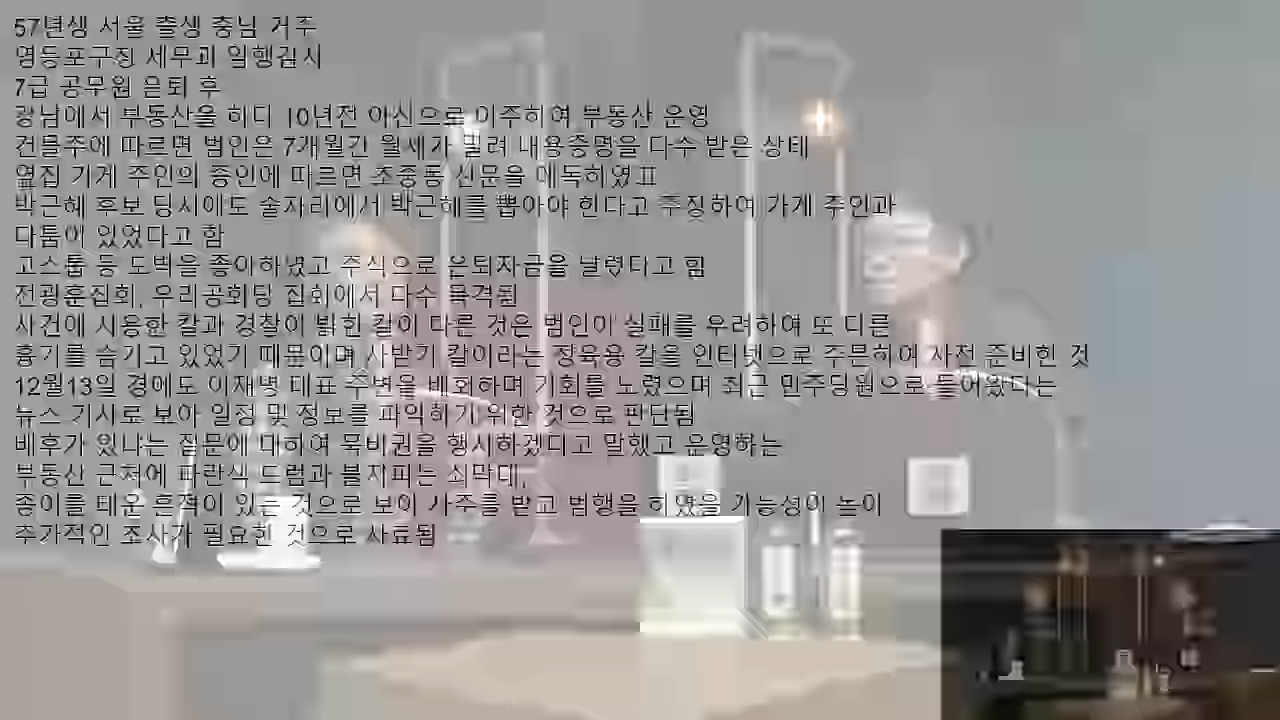 57년생 서울 출생 충남 거주
영등포구청 세무과 일했김시
7급 공무원 은퇴 후
강남에서 부동산을 하다 10년전 아산으로 이주하여 부동산 운영
건물주에 따르면 범인은 7개월간 월세가 밀려 내용증명을 다수 받은 상태
옆집 가게 주인의 증인에 따르면 조중동 신문을 애독하였고
박근혜 후보 당시에도 술자리에서 박근혜를 뽑아야 한다고 주장하여 가게 주인과
다툼이 있었다고 함
고스톱 등 도박을 좋아하였고 주식으로 은퇴자금을 날렸다고 함
전광훈집회, 우리공화당 집회에서 다수 목격됨
사건에 사용한 칼과 경찰이 밝힌 칼이 다른 것은 범인이 실패를 우려하여 또 다른
흉기를 숨기고 있었기 때문이며 사바기 칼이라는 정육용 칼을 인터넷으로 주문하여 사전 준비한 것
12월13일 경에도 이재명 대표 주변을 배회하며 기회를 노렸으며 최근 민주당원으로 들어왔다는
뉴스 기사로 보아 일정 및 정보를 파악하기 위한 것으로 판단됨
배후가 있냐는 질문에 대하여 묵비권을 행사하겠다고 말했고 운영하는
부동산 근처에 파란식 드럼과 불지피는 쇠막대,
종이를 태운 흔적이 있는 것으로 보아 사주를 받고 범행을 하였을 가능성이 높아
추가적인 조사가 필요한 것으로 사료됨